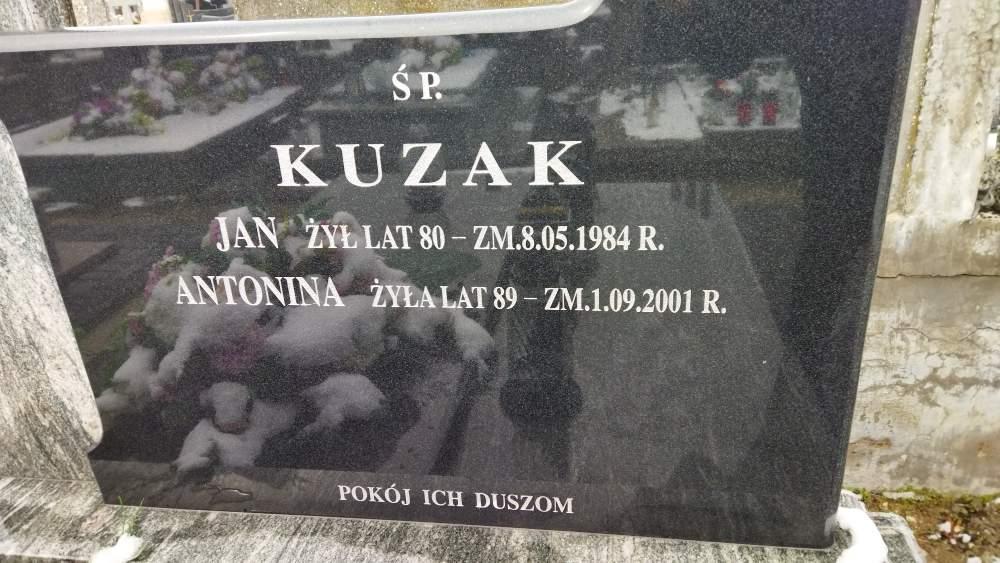 Ś P.
KUZAK
JAN ŻYŁ LAT 80 – ZM.8.05.1984 R.
ANTONINA ŻYŁA LAT 89 – ZM.1.09.2001 R.
POKÓJ ICH DUSZOM